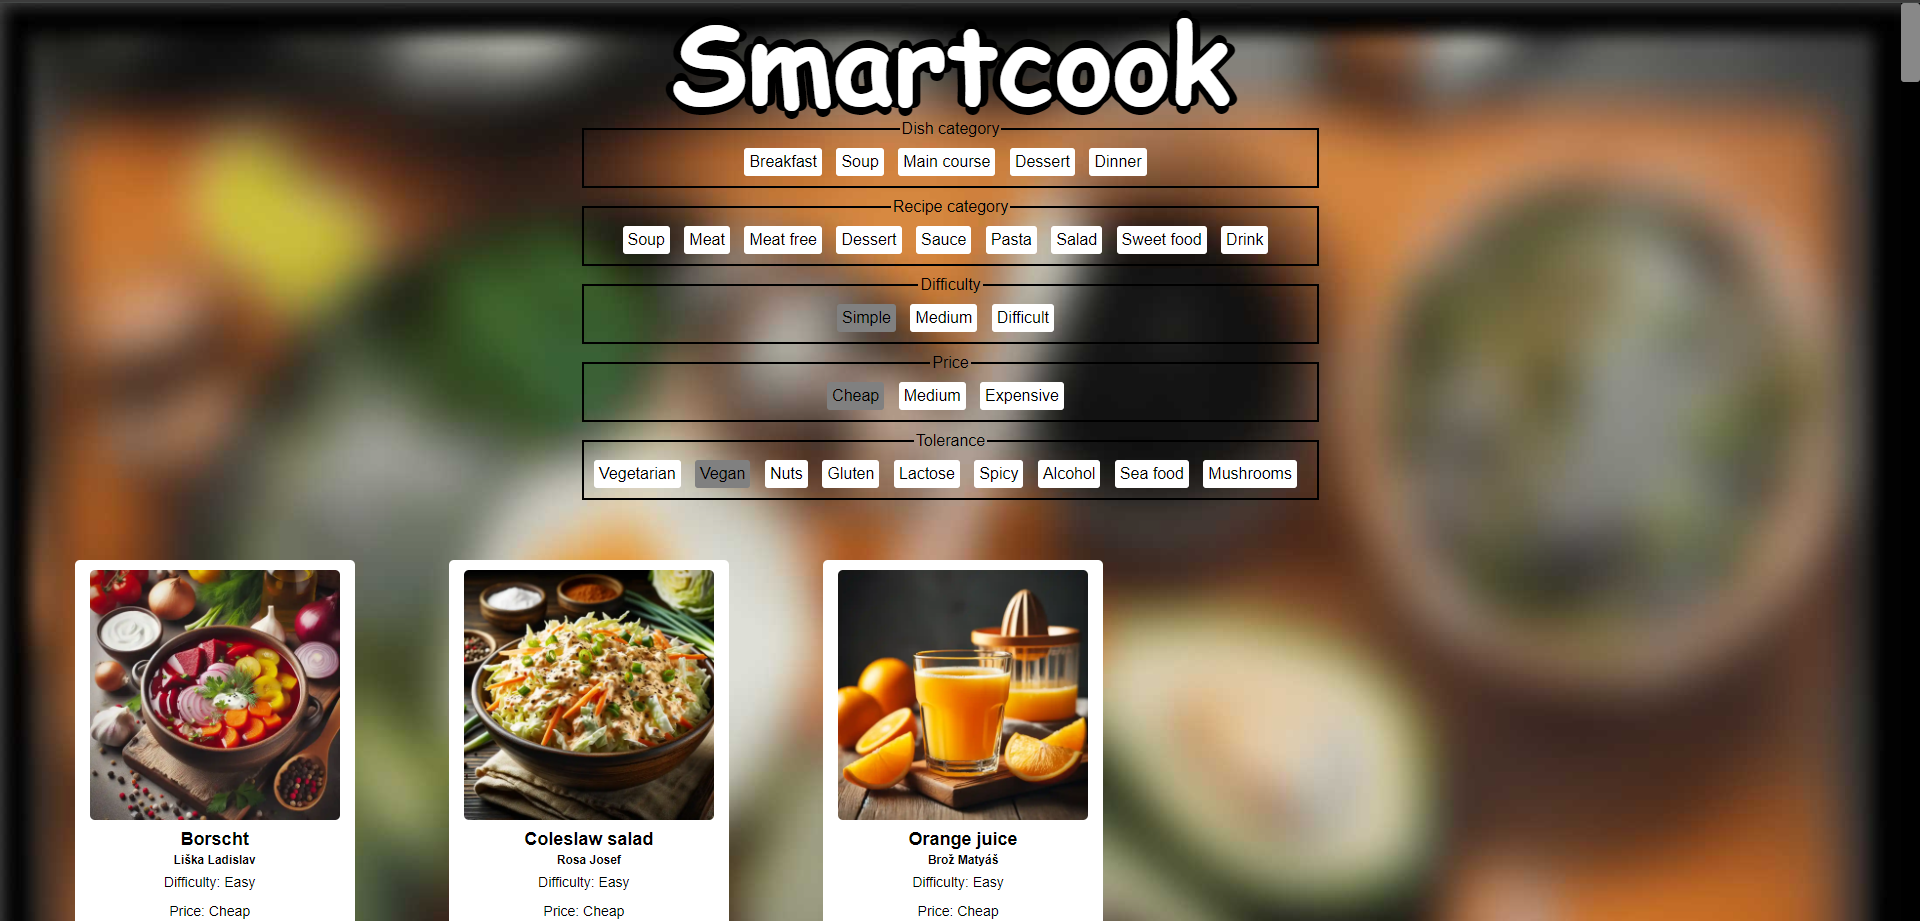 Smartcook
Dish category
Breakfast Soup Main course Dessert Dinner
Recipe category
Soup Meat Meat free Dessert Sauce Pasta Salad Sweet food Drink
Difficulty
Simple Medium Difficult
Price
Cheap Medium Expensive
Tolerance
Vegetarian Vegan Nuts Gluten Lactose Spicy Alcohol Sea food Mushrooms
Borscht
Liška Ladislav
Difficulty: Easy
Price: Cheap
Coleslaw salad
Rosa Josef
Difficulty: Easy
Price: Cheap
Orange juice
Brož Matyáš
Difficulty: Easy
Price: Cheap